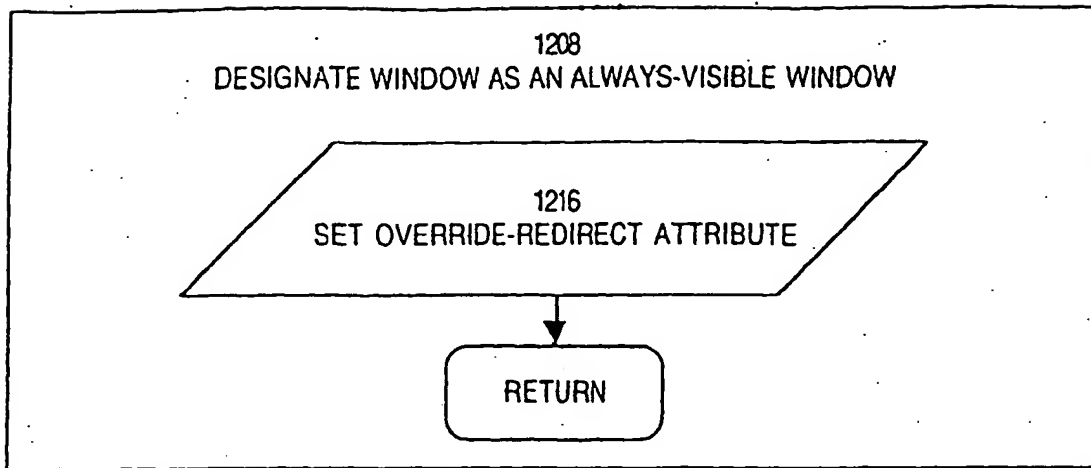 1208
DESIGNATE WINDOW AS AN ALWAYS-VISIBLE WINDOW
1216
SET OVERRIDE-REDIRECT ATTRIBUTE
RETURN